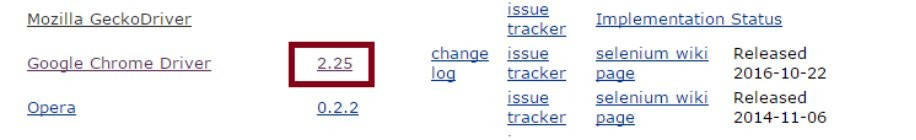 Mozilla GeckoDriver issue tracker Implementation Status
Google Chrome Driver 2.25 change log issue tracker selenium wiki page Released 2016-10-22
Opera 0.2.2 issue tracker selenium wiki page Released 2014-11-06